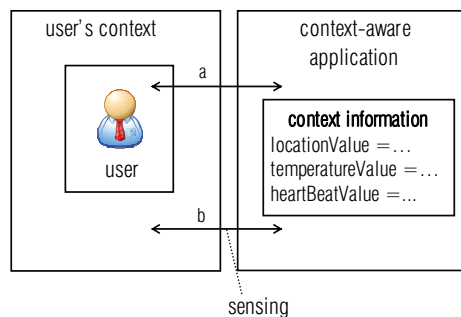 user's context
user
a
b
sensing
context-aware
application
context information
locationValue =...
temperatureValue =...
heartBeatValue =...